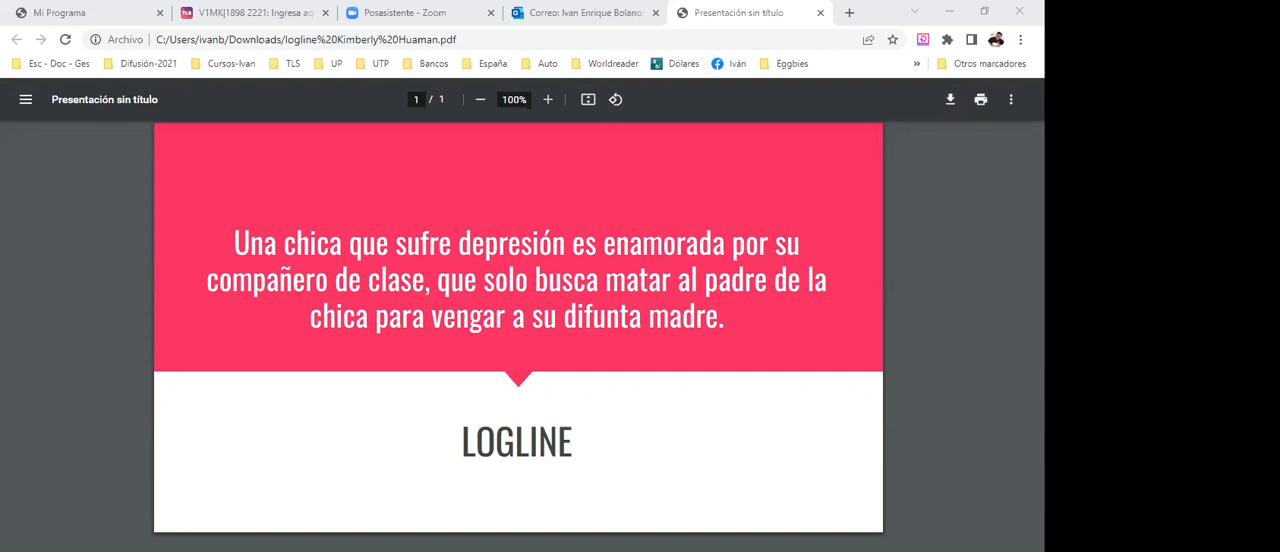 Mi Programa
V1MK|1898 2221: Ingresa aq
Posasistente - Zoom
Correo: Ivan Enrique Bolano
Presentación sin título
Archivo
C:/Users/ivanb/Downloads/logline%20Kimberly%20Huaman.pdf
Esc - Doc - Ges
Difusión-2021
Cursos-Ivan
TLS
UP
UTP
Bancos
España
Auto
Worldreader
Dólares
Iván
Eggbies
»
Otros marcadores
Presentación sin título
1 / 1
100%
Una chica que sufre depresión es enamorada por su
compañero de clase, que solo busca matar al padre de la
chica para vengar a su difunta madre.
LOGLINE